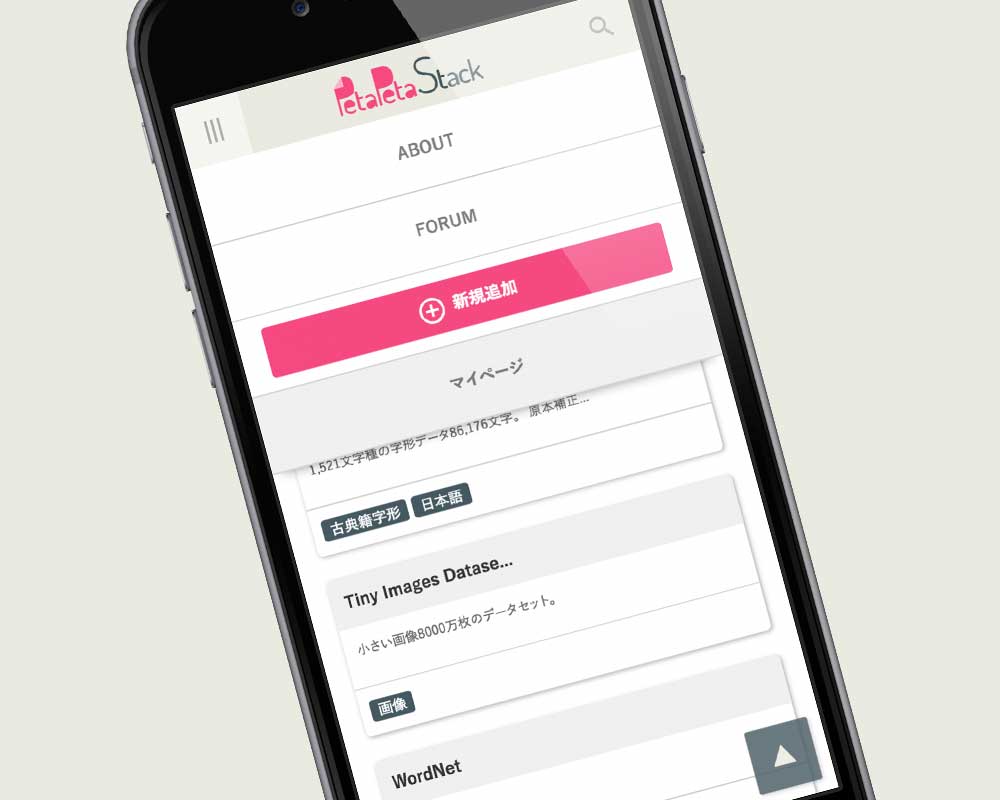 PetaPeta Stack
ABOUT
FORUM
新規追加
マイページ
1,521文字種の字形データ86,176文字。 原本補正...
古典籍字形 日本語
Tiny Images Datase...
小さい画像8000万枚のデータセット。
画像
WordNet